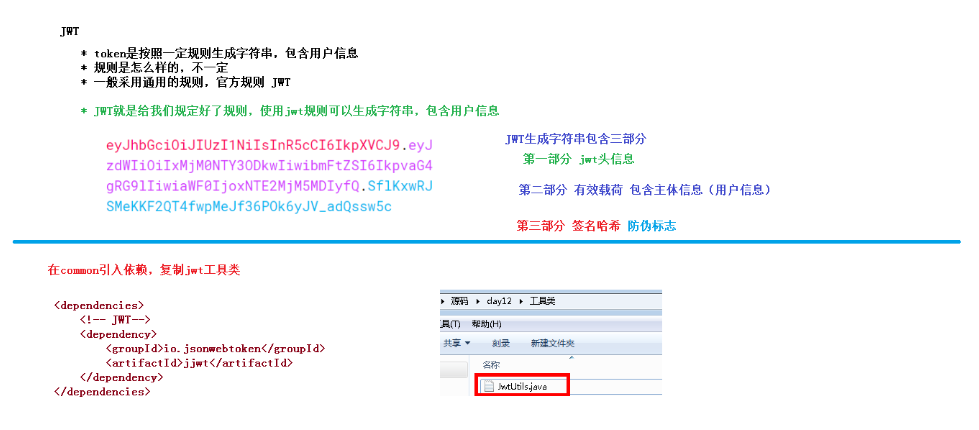 JWT
* token是按照一定规则生成字符串，包含用户信息
* 规则是怎么样的，不一定
* 一般采用通用的规则，官方规则 JWT
* JWT就是给我们规定好了规则，使用jwt规则可以生成字符串，包含用户信息
eyJhbGciOiJIUzI1NiIsInR5cCI6IkpXVCJ9.eyJ
zdWIiOiIxMjM0NTY3ODkwIiwibmFtZSI6IkpvaG4
gRG9lIiwiaWF0IjoxNTE2MjM5MDIyfQ.SflKxwRJ
SMeKKF2QT4fwpMeJf36POk6yJV_adQssw5c
JWT生成字符串包含三部分
第一部分 jwt头信息
第二部分 有效载荷 包含主体信息（用户信息）
第三部分 签名哈希 防伪标志
在common引入依赖，复制jwt工具类
<dependencies>
<!-- JWT-->
<dependency>
<groupId>io.jsonwebtoken</groupId>
<artifactId>jjwt</artifactId>
</dependency>
</dependencies>
源码 day12 工具类
具(T) 帮助(H)
共享 刻录 新建文件夹
名称
JwtUtils.java